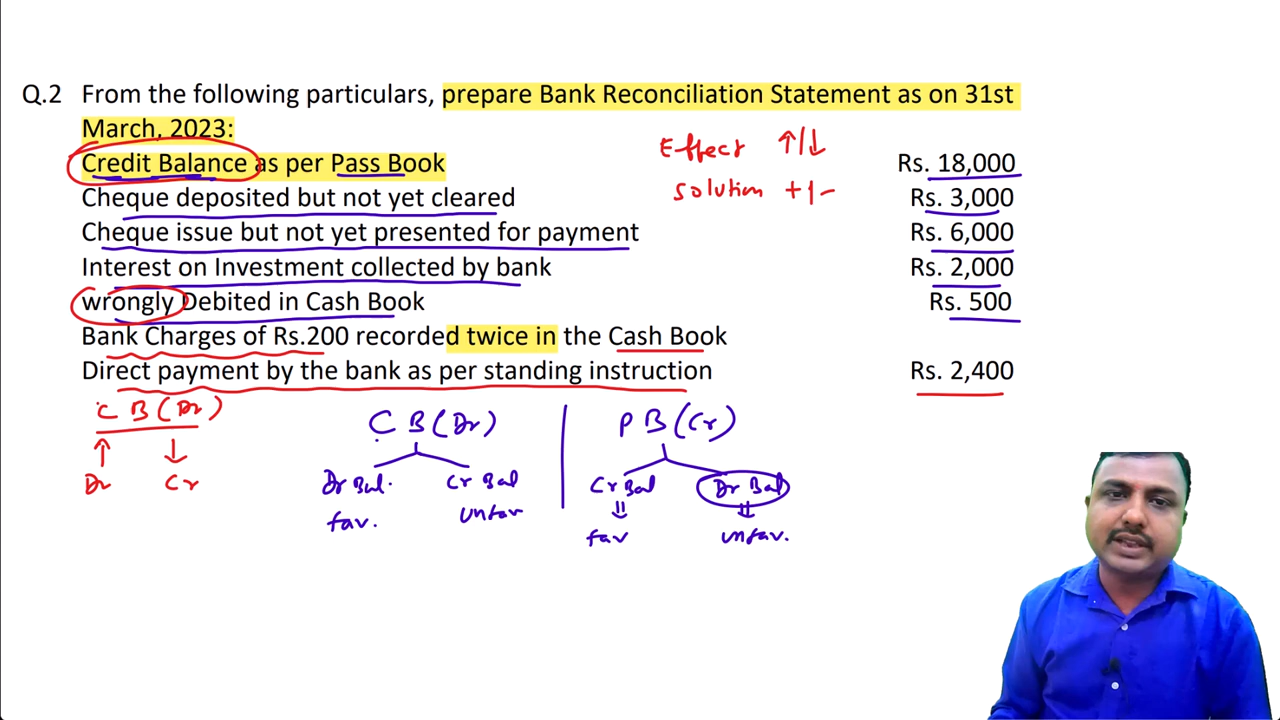 Q.2 From the following particulars, prepare Bank Reconciliation Statement as on 31st
March, 2023:
Credit Balance as per Pass Book Rs. 18,000
Cheque deposited but not yet cleared Rs. 3,000
Cheque issue but not yet presented for payment Rs. 6,000
Interest on Investment collected by bank Rs. 2,000
wrongly Debited in Cash Book Rs. 500
Bank Charges of Rs.200 recorded twice in the Cash Book
Direct payment by the bank as per standing instruction Rs. 2,400
Effect ↑/↓
Solution +/-
C B (Dr)
↑ ↓
Dr Cr
C B (Dr)
Dr Bal. Cr Bal
fav. unfav
P B (Cr)
Cr Bal Dr Bal
fav unfav.